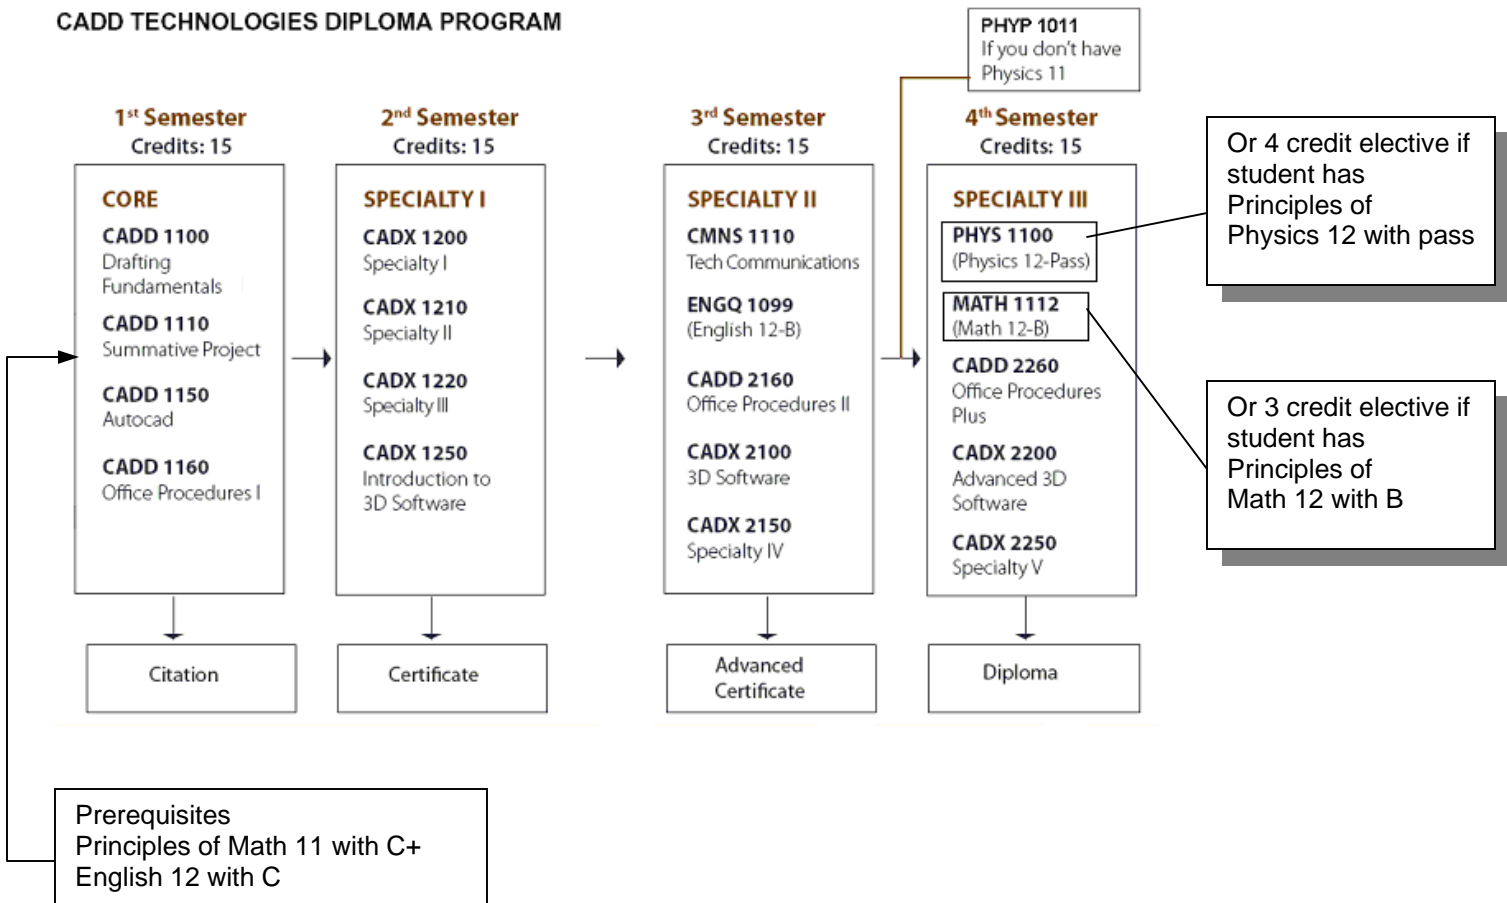 CADD TECHNOLOGIES DIPLOMA PROGRAM
PHYP 1011
If you don't have
Physics 11
1st Semester
Credits: 15
CORE
CADD 1100
Drafting
Fundamentals
CADD 1110
Summative Project
CADD 1150
Autocad
CADD 1160
Office Procedures I
Citation
2nd Semester
Credits: 15
SPECIALTY I
CADX 1200
Specialty I
CADX 1210
Specialty II
CADX 1220
Specialty III
CADX 1250
Introduction to
3D Software
Certificate
3rd Semester
Credits: 15
SPECIALTY II
CMNS 1110
Tech Communications
ENGQ 1099
(English 12-B)
CADD 2160
Office Procedures II
CADX 2100
3D Software
CADX 2150
Specialty IV
Advanced
Certificate
4th Semester
Credits: 15
SPECIALTY III
PHYS 1100
(Physics 12-Pass)
MATH 1112
(Math 12-B)
CADD 2260
Office Procedures
Plus
CADX 2200
Advanced 3D
Software
CADX 2250
Specialty V
Diploma
Or 4 credit elective if
student has
Principles of
Physics 12 with pass
Or 3 credit elective if
student has
Principles of
Math 12 with B
Prerequisites
Principles of Math 11 with C+
English 12 with C